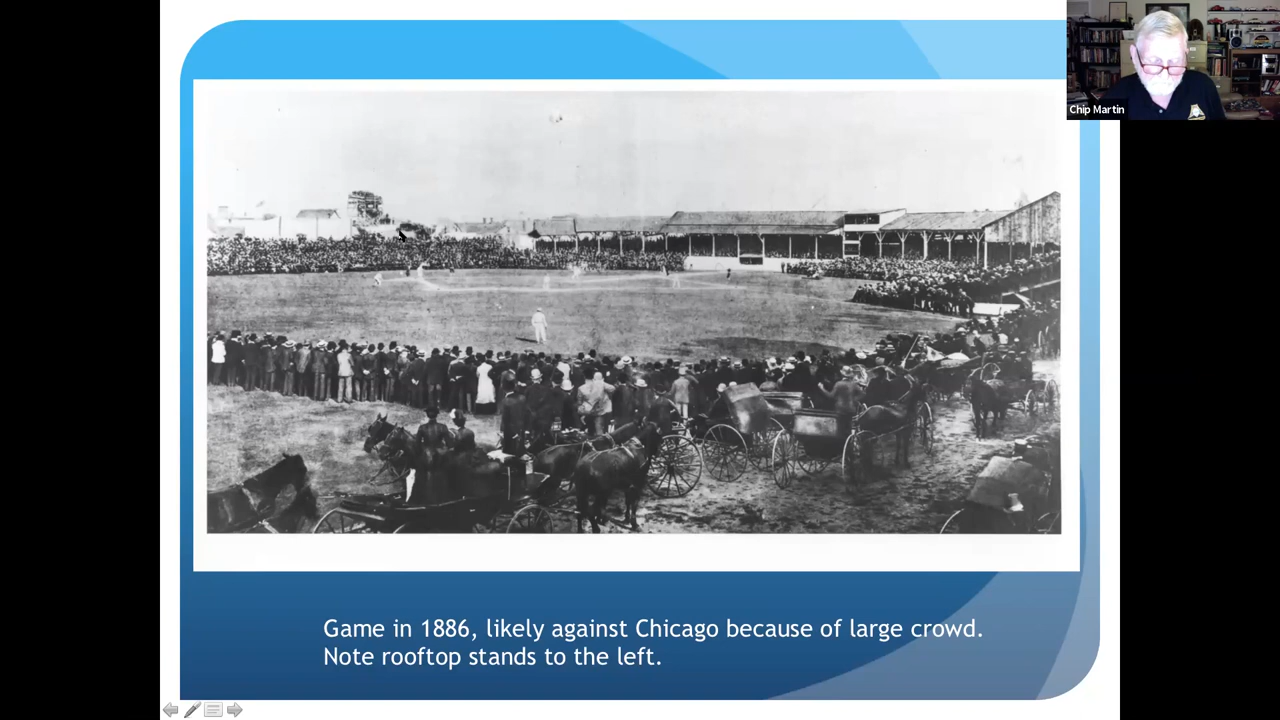 Chip Martin
Game in 1886, likely against Chicago because of large crowd.
Note rooftop stands to the left.